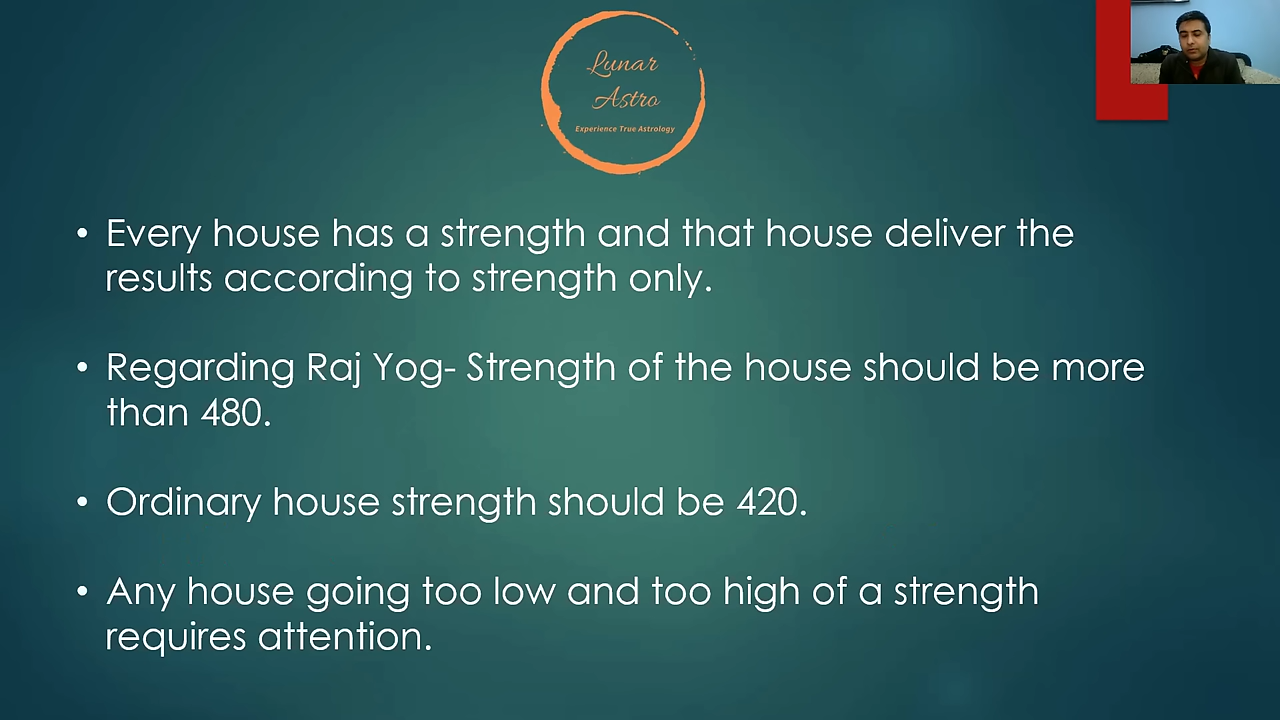 Lunar
Astro
Experience True Astrology
• Every house has a strength and that house deliver the
results according to strength only.
• Regarding Raj Yog- Strength of the house should be more
than 480.
• Ordinary house strength should be 420.
• Any house going too low and too high of a strength
requires attention.